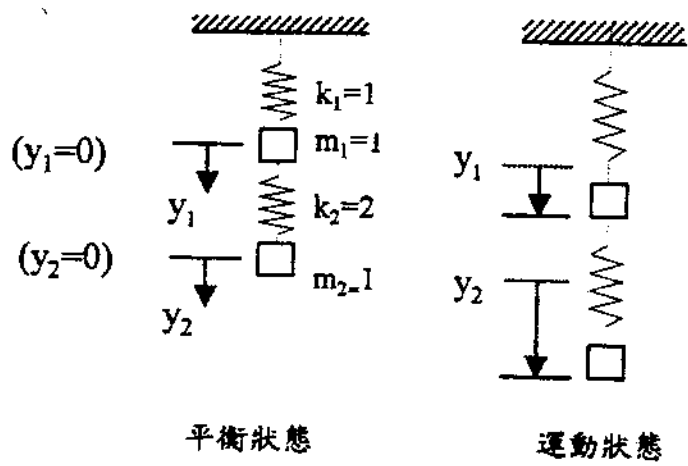 k₁=1
(y₁=0)
m₁=1
y₁
k₂=2
(y₂=0)
m₂=1
y₂
平衡狀態
y₁
y₂
運動狀態